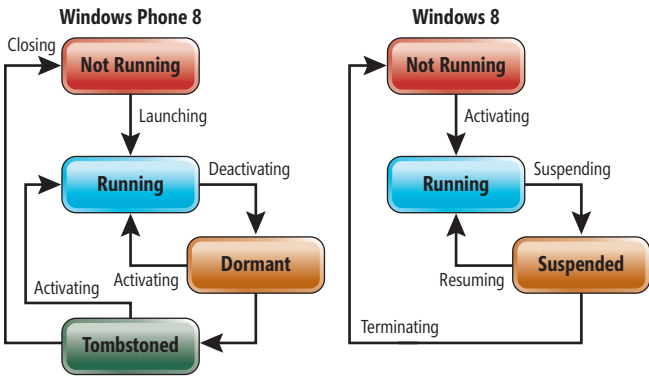 Windows Phone 8
Closing
Not Running
Launching
Running
Deactivating
Dormant
Activating
Activating
Tombstoned
Windows 8
Not Running
Activating
Running
Suspending
Suspended
Resuming
Terminating